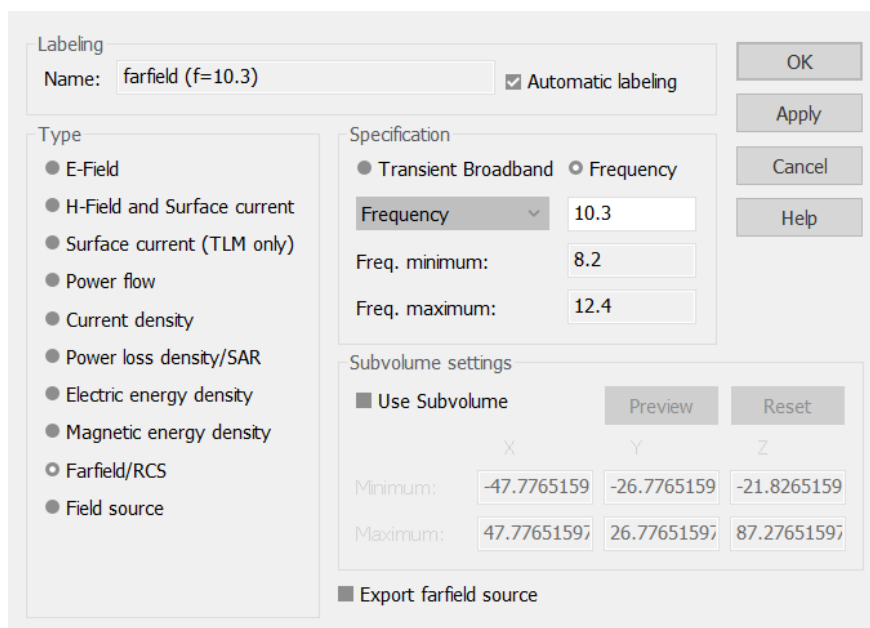 Labeling
Name: farfield (f=10.3) Automatic labeling
OK
Apply
Cancel
Help
Type
E-Field
H-Field and Surface current
Surface current (TLM only)
Power flow
Current density
Power loss density/SAR
Electric energy density
Magnetic energy density
Farfield/RCS
Field source
Specification
Transient Broadband Frequency
Frequency 10.3
Freq. minimum: 8.2
Freq. maximum: 12.4
Subvolume settings
Use Subvolume Preview Reset
X Y Z
Minimum: -47.7765159 -26.7765159 -21.8265159
Maximum: 47.77651597 26.77651597 87.27651597
Export farfield source